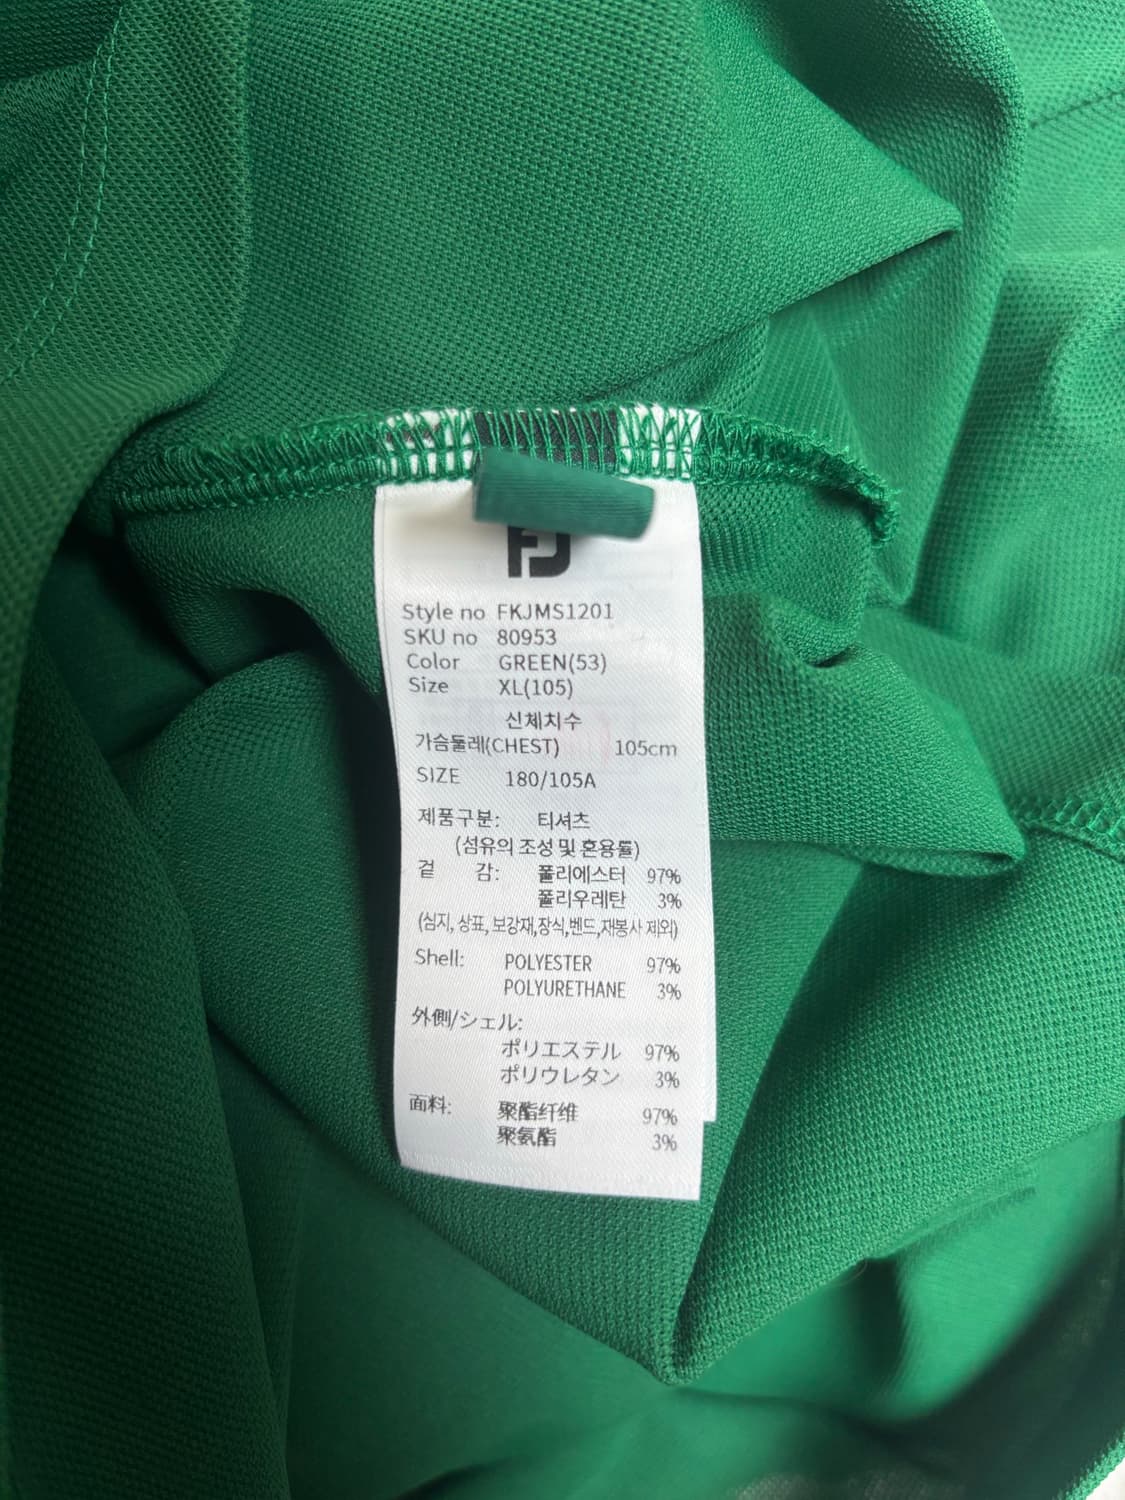 FJ
Style no FKJMS1201
SKU no 80953
Color GREEN(53)
Size XL(105)
신체치수
가슴둘레(CHEST) 105cm
SIZE 180/105A
제품구분: 티셔츠
(섬유의 조성 및 혼용률)
겉 감: 폴리에스터 97%
폴리우레탄 3%
(심지, 상표, 보강재,장식,벤드,재봉사 제외)
Shell: POLYESTER 97%
POLYURETHANE 3%
外側/シェル:
ポリエステル 97%
ポリウレタン 3%
面料: 聚酯纤维 97%
聚氨酯 3%